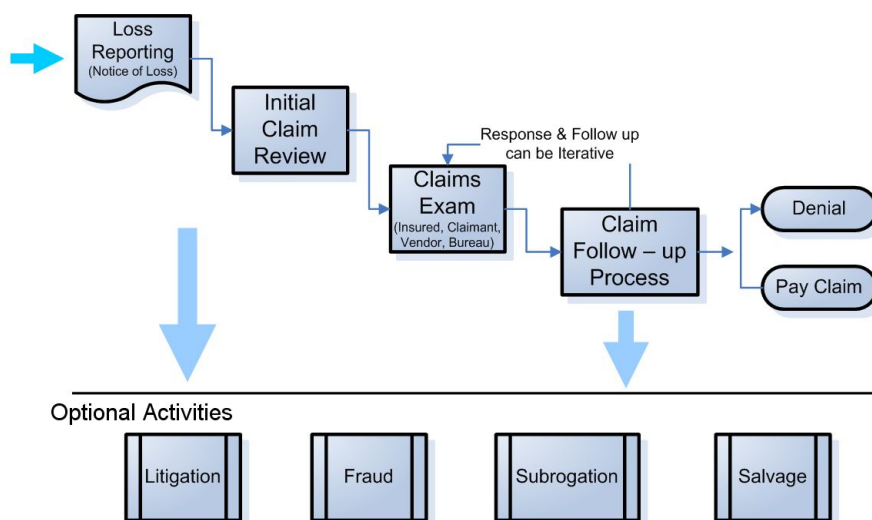 Loss
Reporting
(Notice of Loss)
Initial
Claim
Review
Response & Follow up
can be Iterative
Claims
Exam
(Insured, Claimant,
Vendor, Bureau)
Claim
Follow – up
Process
Denial
Pay Claim
Optional Activities
Litigation
Fraud
Subrogation
Salvage